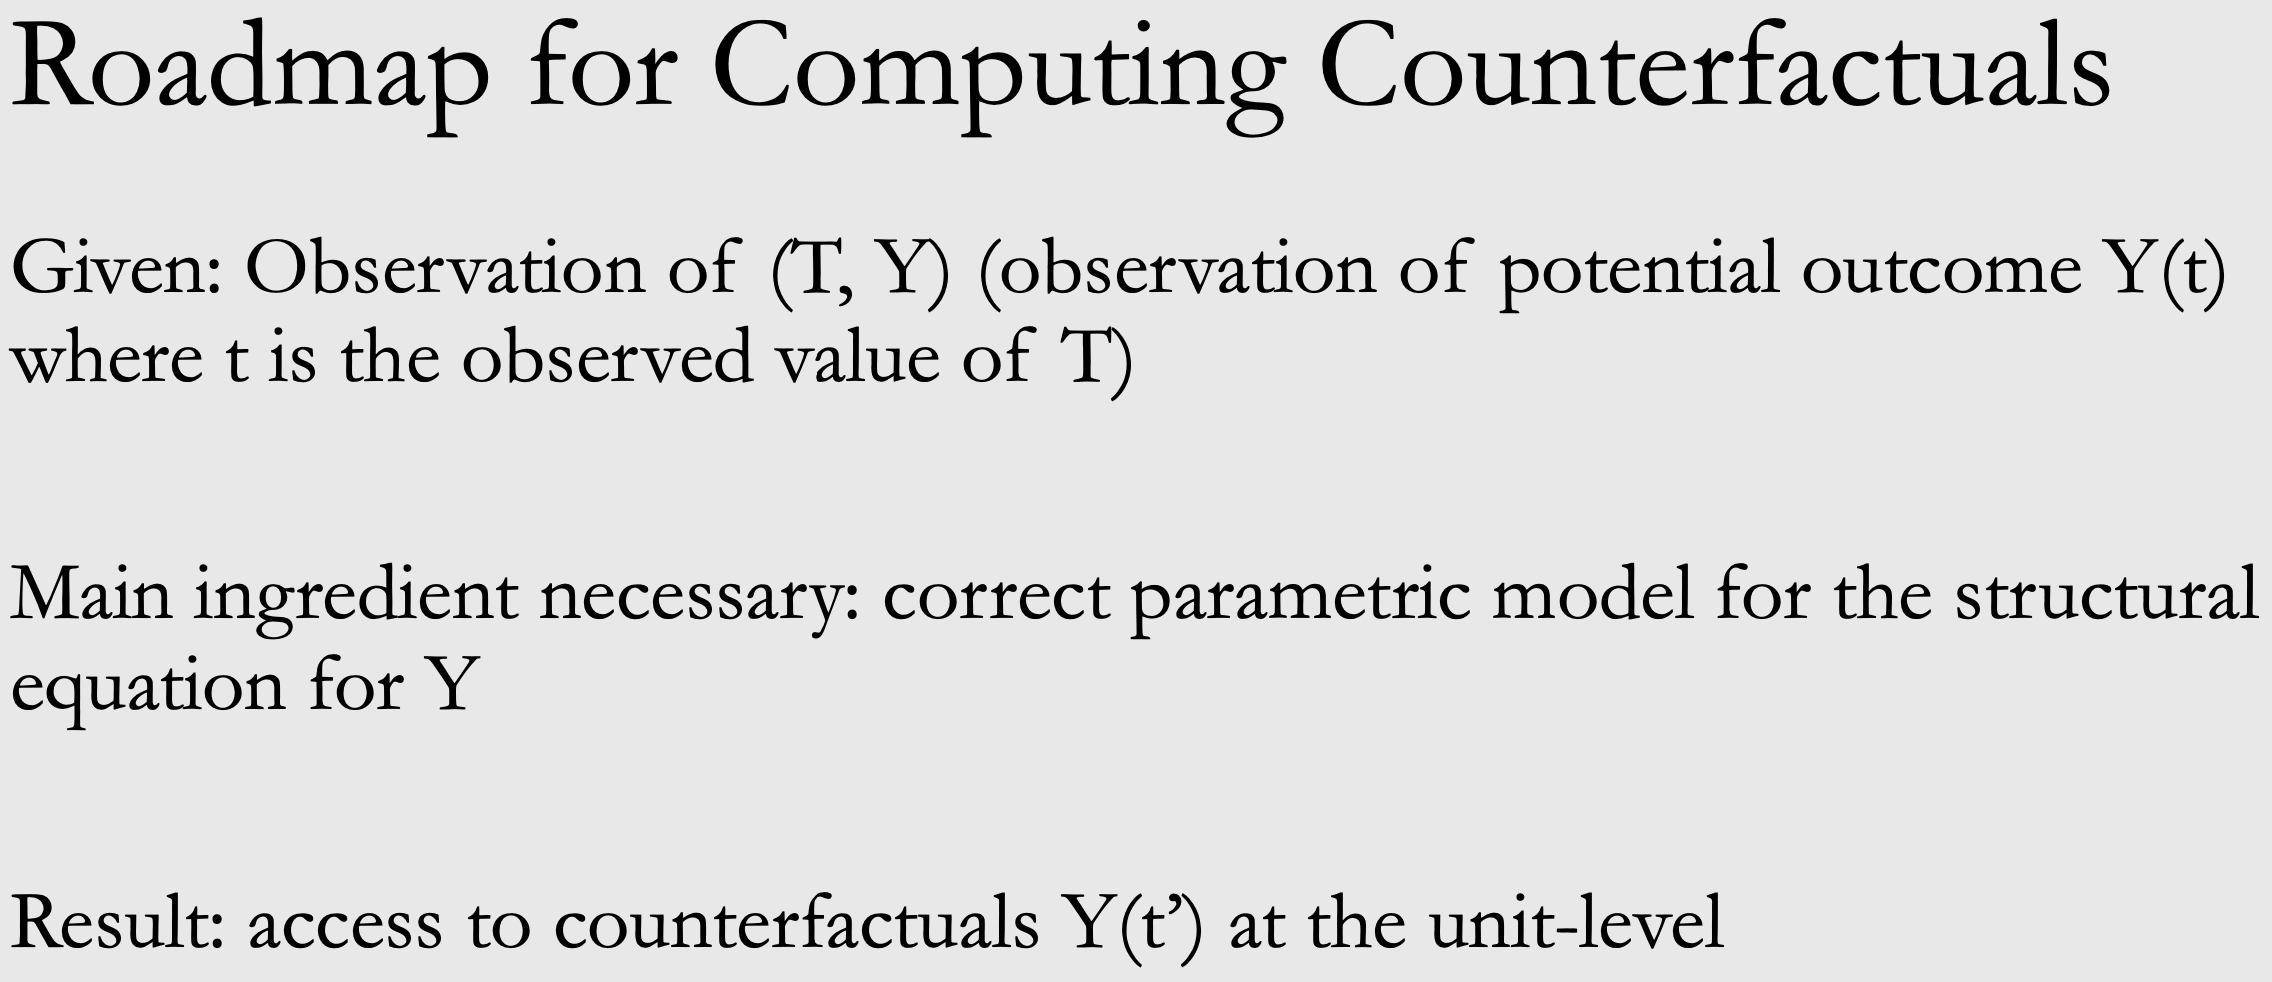 Roadmap for Computing Counterfactuals
Given: Observation of (T, Y) (observation of potential outcome Y(t)
where t is the observed value of T)
Main ingredient necessary: correct parametric model for the structural
equation for Y
Result: access to counterfactuals Y(t’) at the unit-level